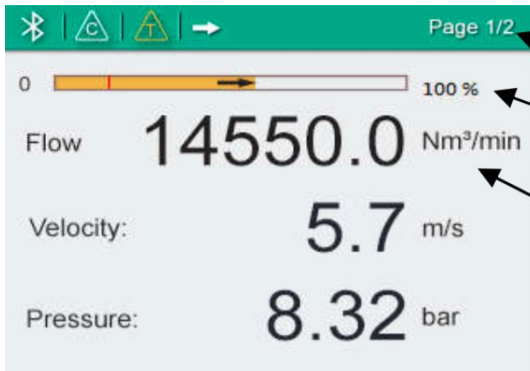 C T Page 1/2
0 100 %
Flow 14550.0 Nm³/min
Velocity: 5.7 m/s
Pressure: 8.32 bar